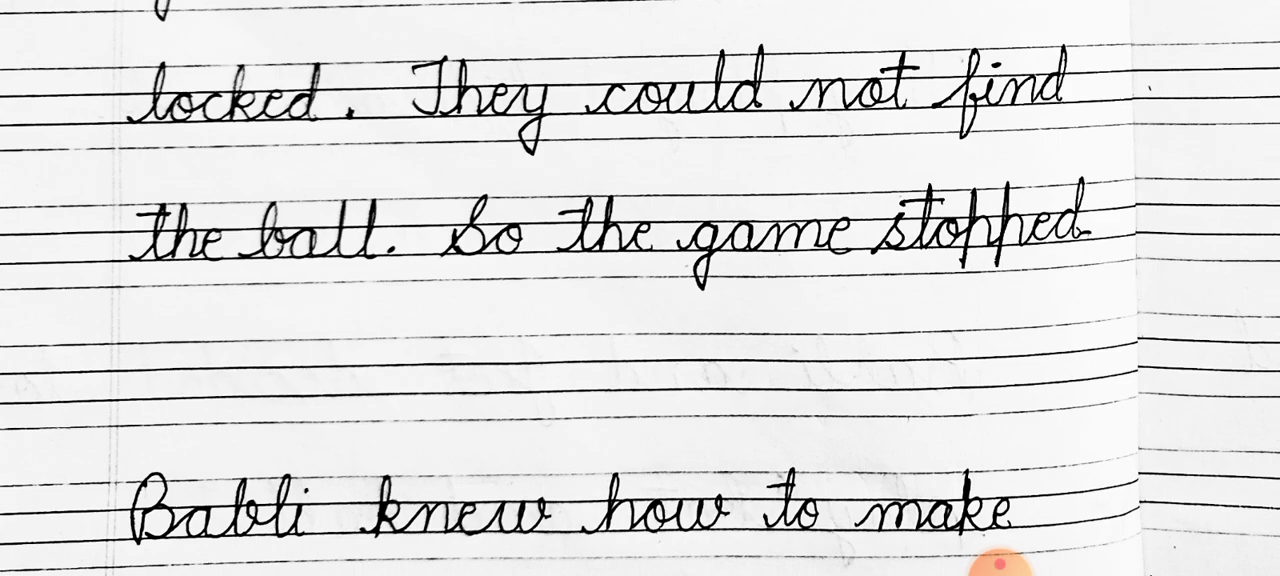 locked. They could not find
the ball. So the game stopped
Babli knew how to make